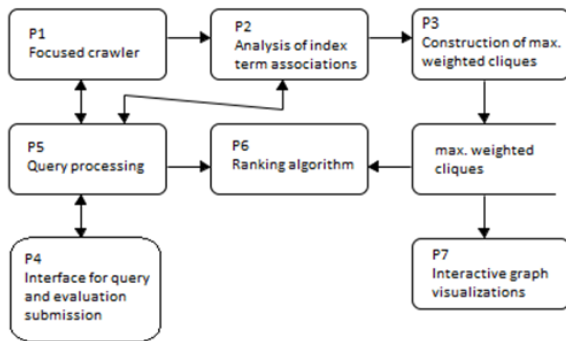 P1
Focused crawler
P2
Analysis of index
term associations
P3
Construction of max.
weighted cliques
P5
Query processing
P6
Ranking algorithm
max. weighted
cliques
P4
Interface for query
and evaluation
submission
P7
Interactive graph
visualizations